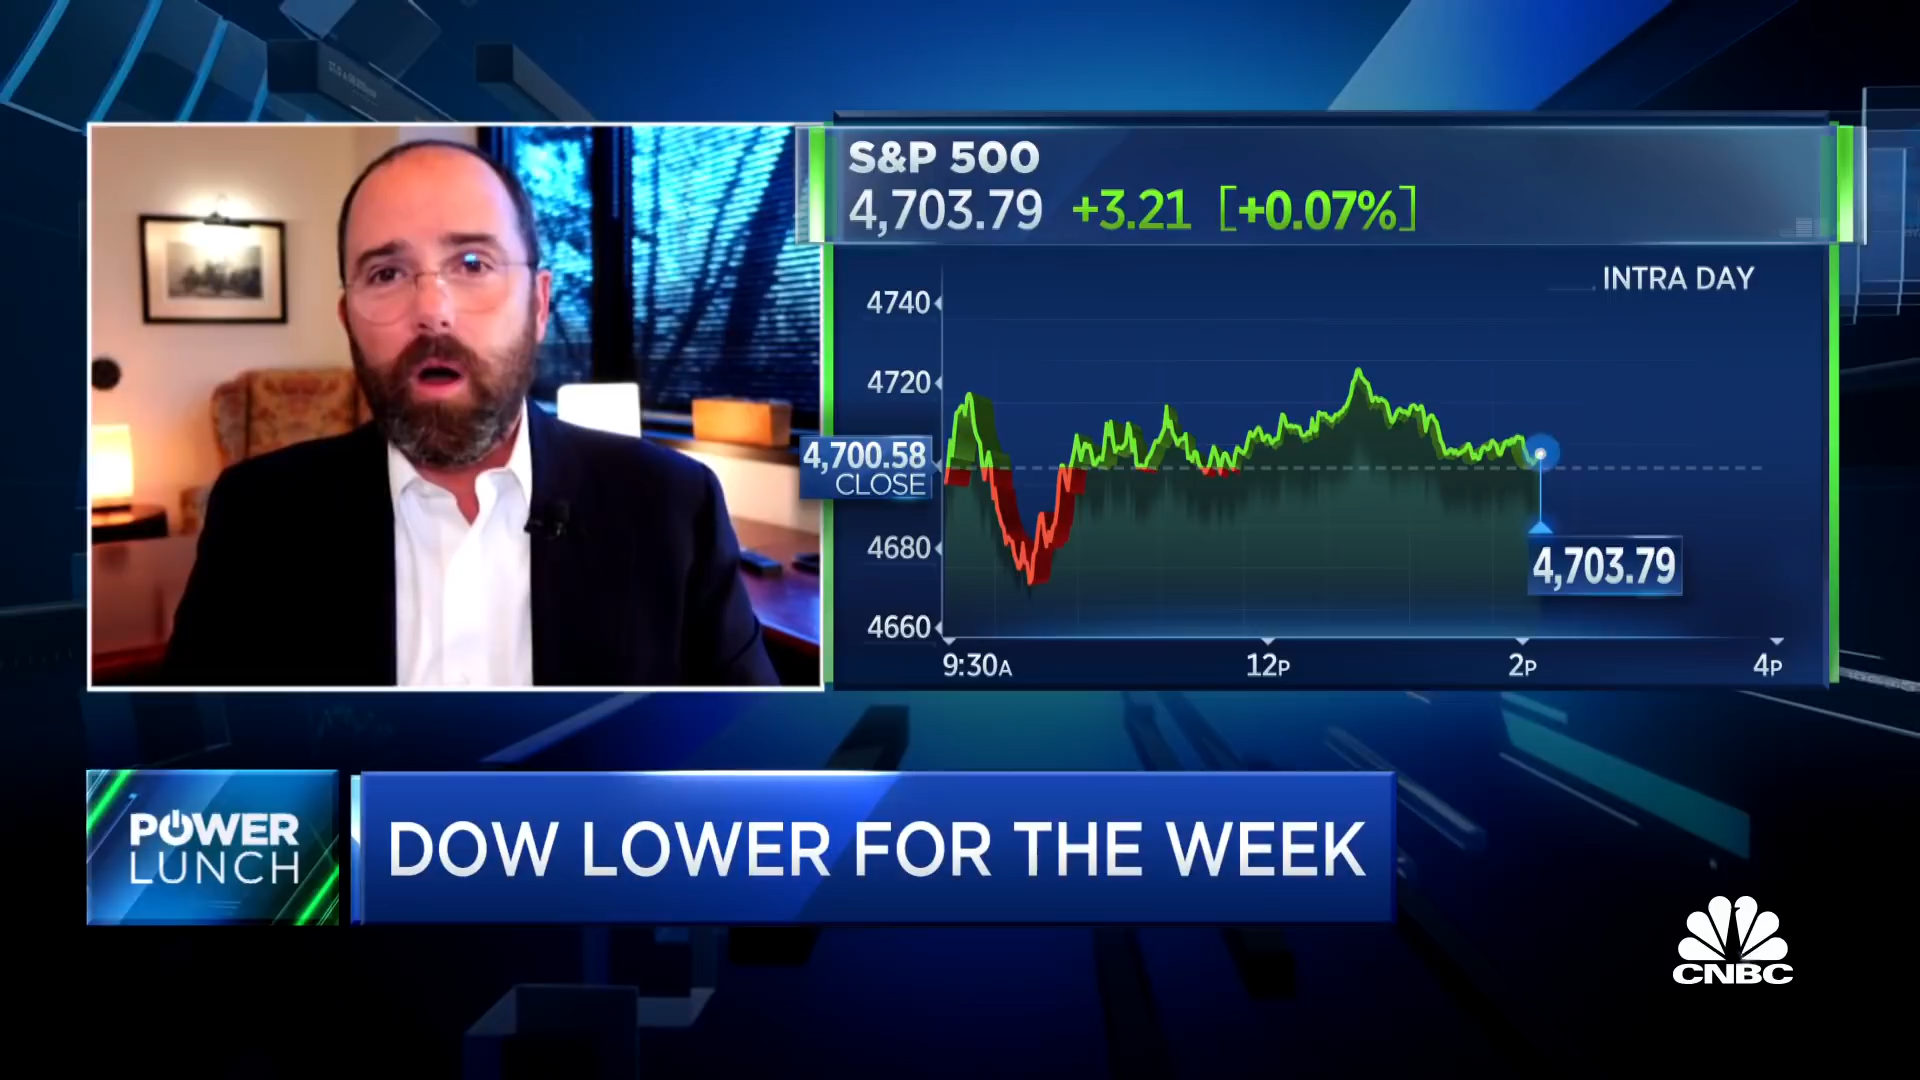 S&P 500
4,703.79 +3.21 [+0.07%]
INTRA DAY
4740
4720
4,700.58
CLOSE
4680
4660
4,703.79
9:30A 12P 2P 4P
POWER
LUNCH
DOW LOWER FOR THE WEEK
CNBC